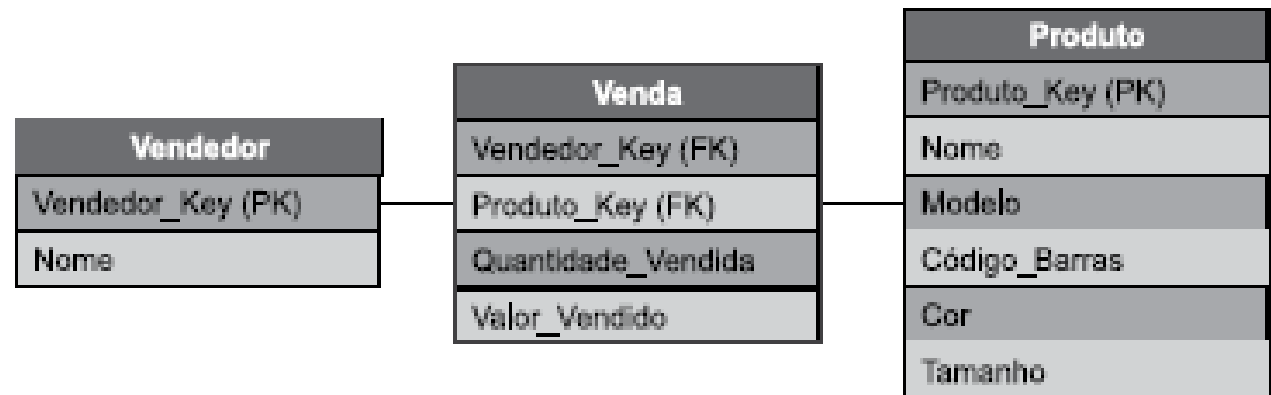 Vendedor
Vendedor_Key (PK)
Nome
Venda
Vendedor_Key (FK)
Produto_Key (FK)
Quantidade_Vendida
Valor_Vendido
Produto
Produto_Key (PK)
Nome
Modelo
Código_Barras
Cor
Tamanho